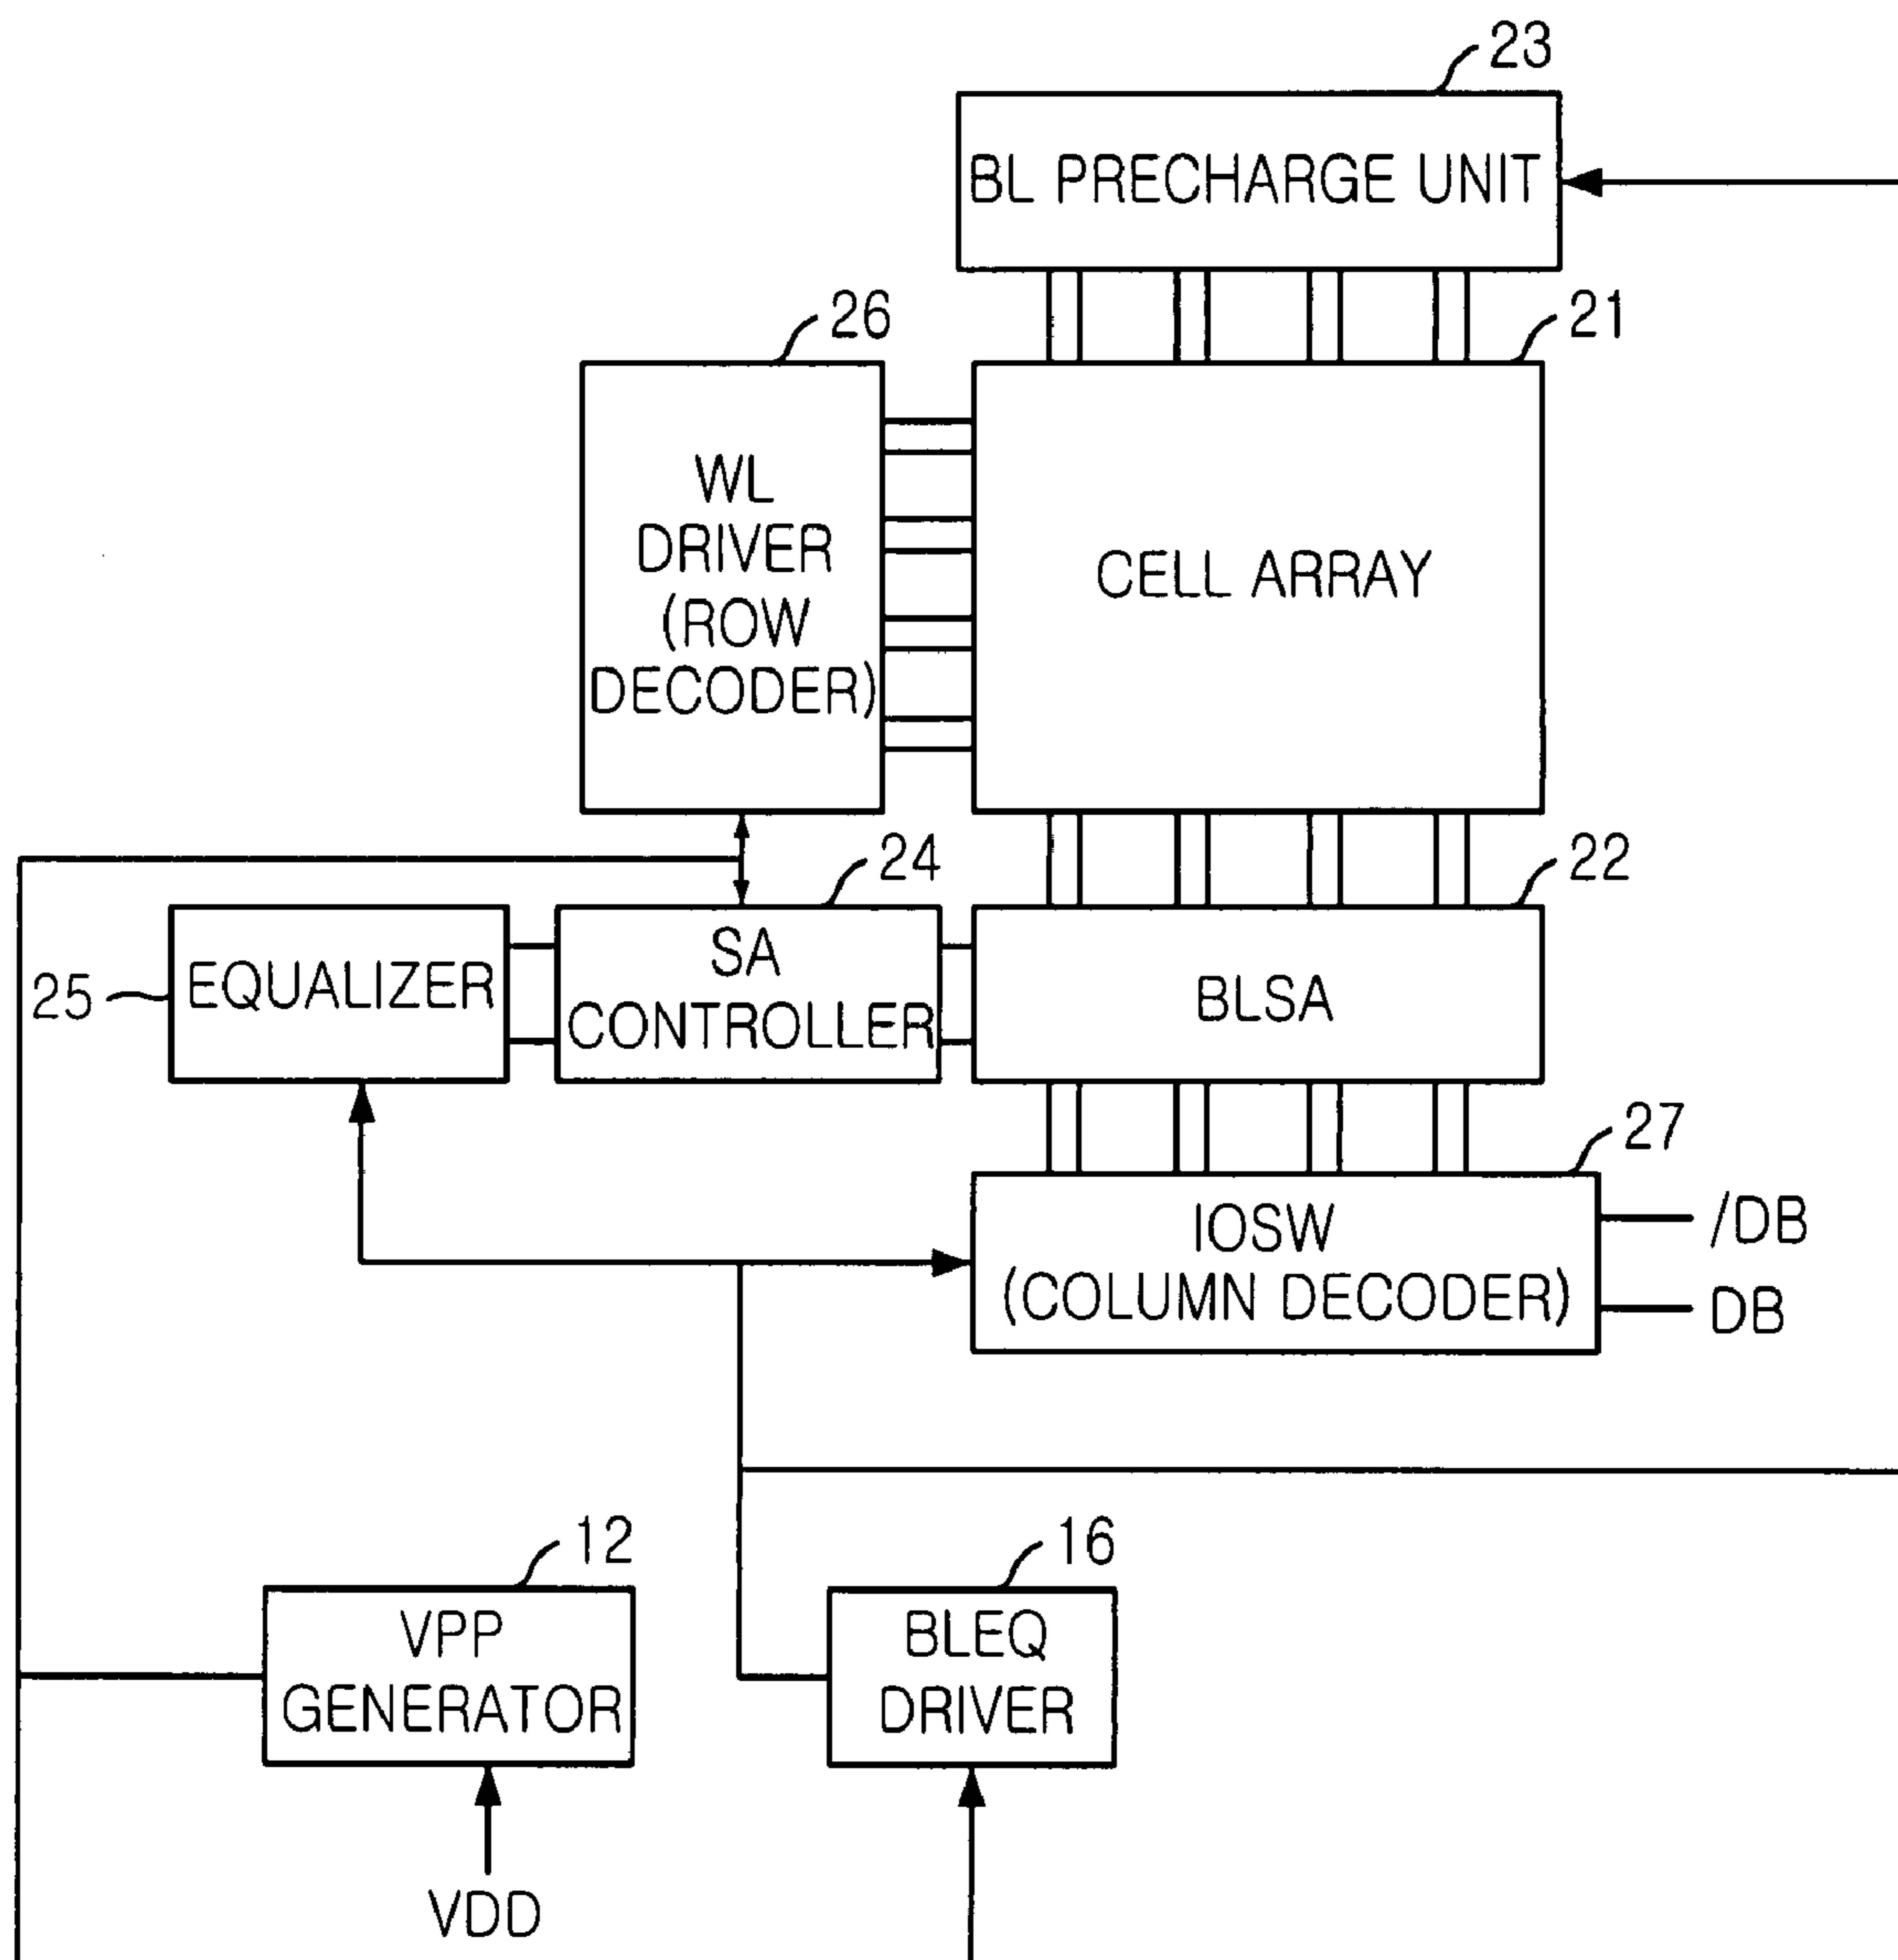 23
BL PRECHARGE UNIT
26
21
WL
DRIVER
(ROW
DECODER)
CELL ARRAY
24
22
25
EQUALIZER
SA
CONTROLLER
BLSA
27
IOSW
(COLUMN DECODER)
/DB
DB
12
VPP
GENERATOR
16
BLEQ
DRIVER
VDD